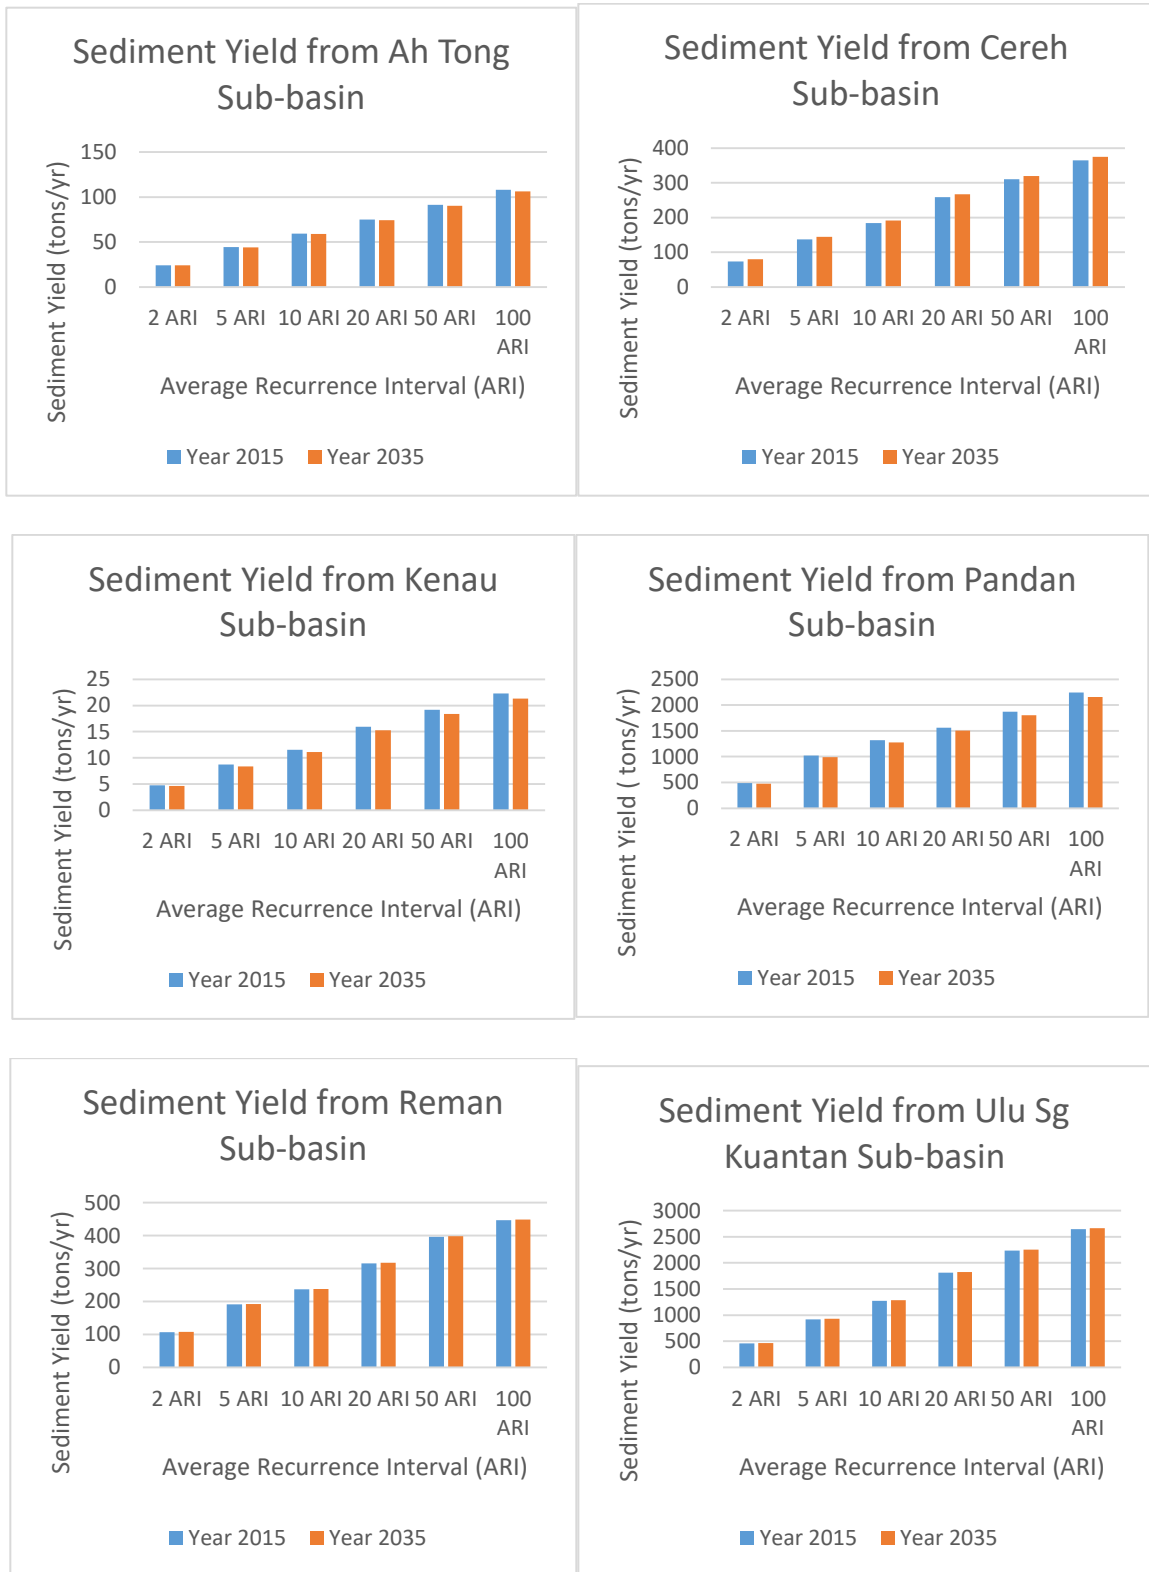 Sediment Yield from Ah Tong
Sub-basin
Sediment Yield (tons/yr)
150
100
50
0
2 ARI 5 ARI 10 ARI 20 ARI 50 ARI 100
ARI
Average Recurrence Interval (ARI)
Year 2015 Year 2035
Sediment Yield from Cereh
Sub-basin
Sediment Yield (tons/yr)
400
300
200
100
0
2 ARI 5 ARI 10 ARI 20 ARI 50 ARI 100
ARI
Average Recurrence Interval (ARI)
Year 2015 Year 2035
Sediment Yield from Kenau
Sub-basin
Sediment Yield (tons/yr)
25
20
15
10
5
0
2 ARI 5 ARI 10 ARI 20 ARI 50 ARI 100
ARI
Average Recurrence Interval (ARI)
Year 2015 Year 2035
Sediment Yield from Pandan
Sub-basin
Sediment Yield ( tons/yr)
2500
2000
1500
1000
500
0
2 ARI 5 ARI 10 ARI 20 ARI 50 ARI 100
ARI
Average Recurrence Interval (ARI)
Year 2015 Year 2035
Sediment Yield from Reman
Sub-basin
Sediment Yield (tons/yr)
500
400
300
200
100
0
2 ARI 5 ARI 10 ARI 20 ARI 50 ARI 100
ARI
Average Recurrence Interval (ARI)
Year 2015 Year 2035
Sediment Yield from Ulu Sg
Kuantan Sub-basin
Sediment Yield (tons/yr)
3000
2500
2000
1500
1000
500
0
2 ARI 5 ARI 10 ARI 20 ARI 50 ARI 100
ARI
Average Recurrence Interval (ARI)
Year 2015 Year 2035